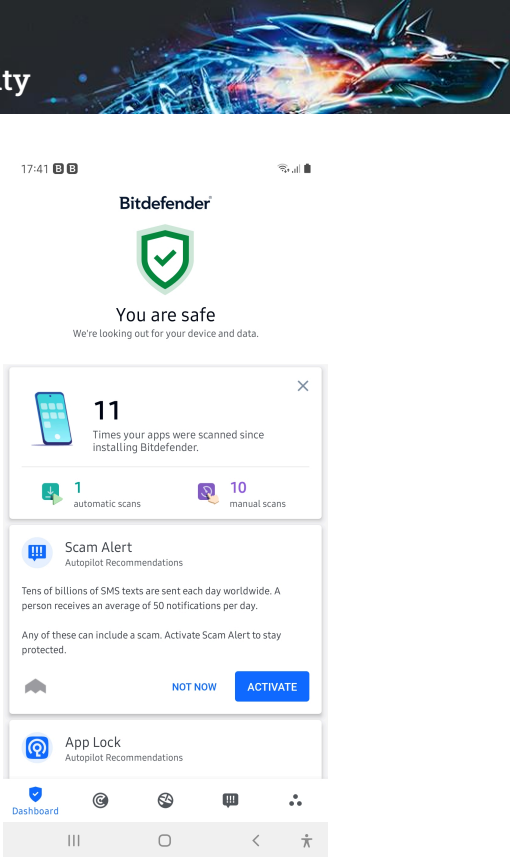 ity
17:41 B B
Bitdefender®
You are safe
We're looking out for your device and data.
11
Times your apps were scanned since
installing Bitdefender.
1
automatic scans
10
manual scans
Scam Alert
Autopilot Recommendations
Tens of billions of SMS texts are sent each day worldwide. A
person receives an average of 50 notifications per day.
Any of these can include a scam. Activate Scam Alert to stay
protected.
NOT NOW
ACTIVATE
App Lock
Autopilot Recommendations
Dashboard